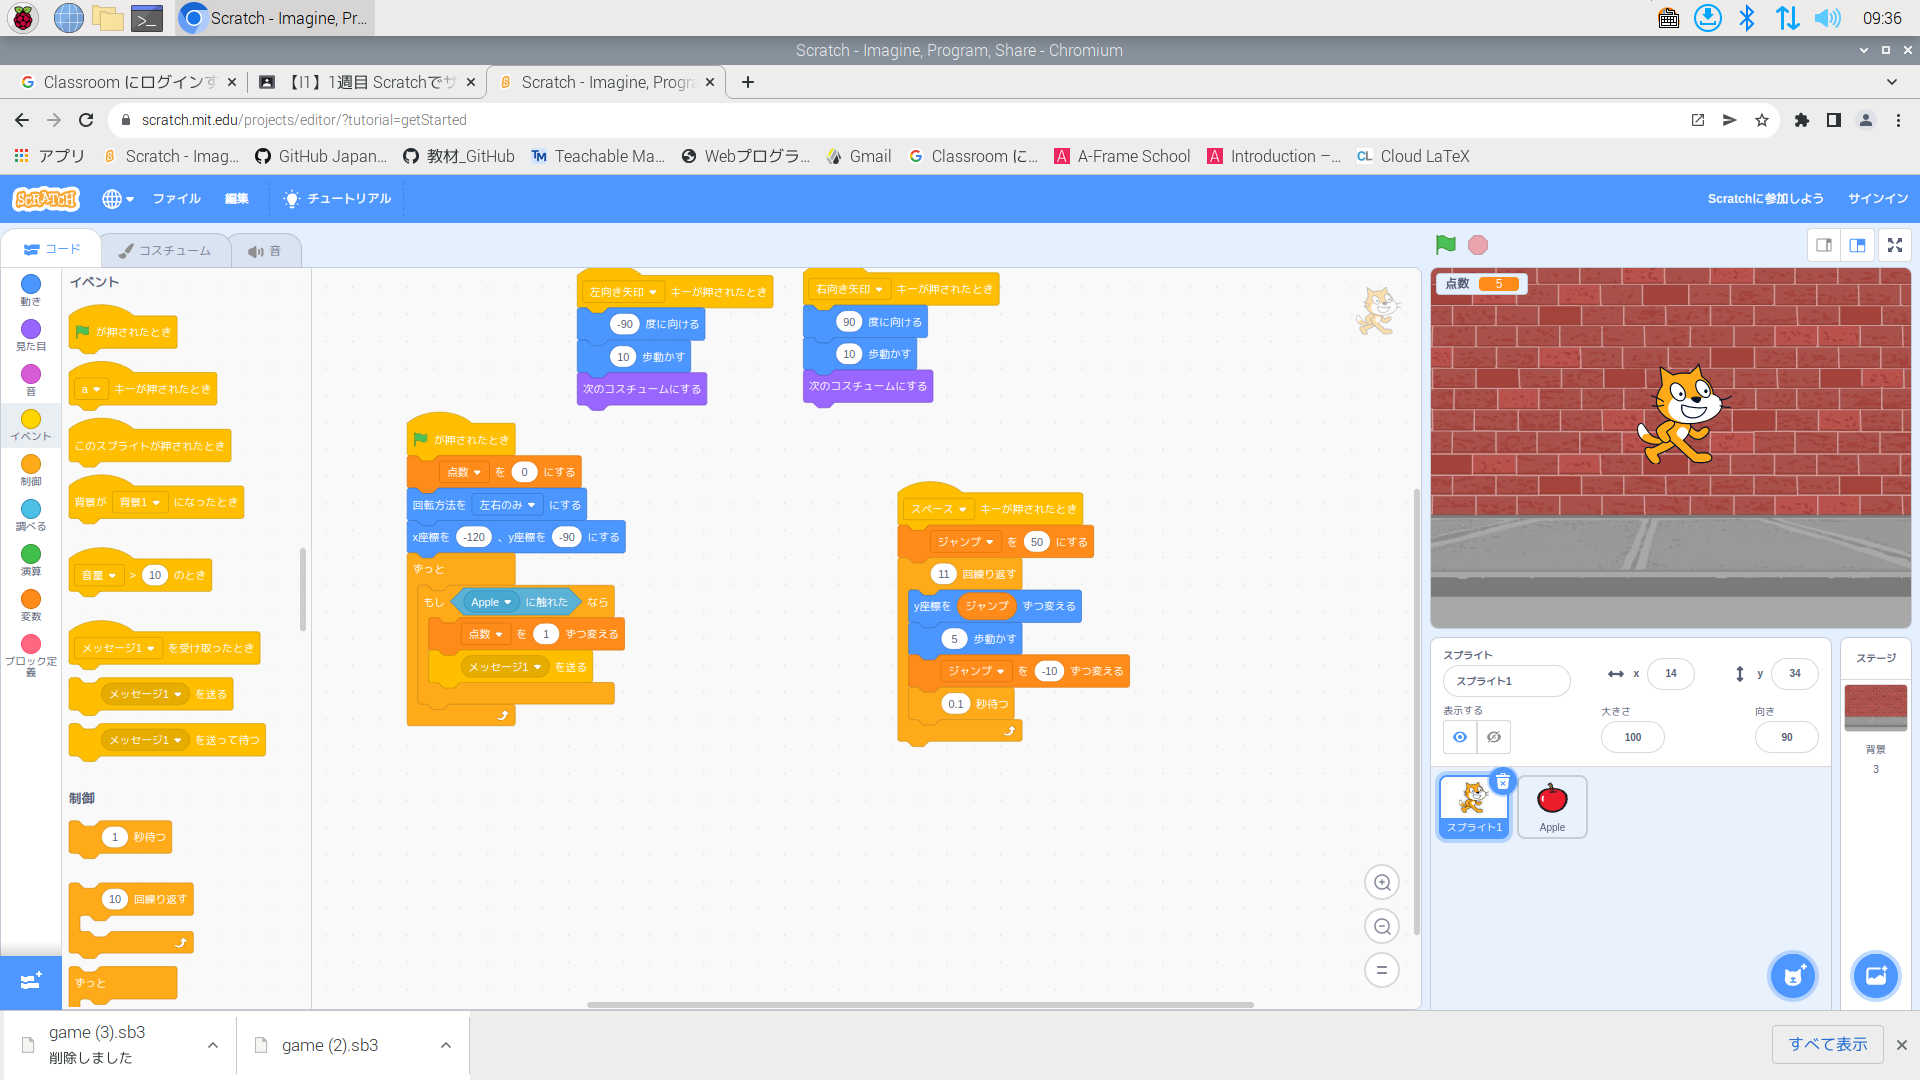 Scratch - Imagine, Pr...
09:36
Scratch - Imagine, Program, Share - Chromium
Classroom にログインす
【I1】1週目 Scratchでサ
Scratch - Imagine, Progra
scratch.mit.edu/projects/editor/?tutorial=getStarted
アプリ
Scratch - Imag...
GitHub Japan...
教材_GitHub
Teachable Ma...
Webプログラ...
Gmail
Classroom に...
A-Frame School
Introduction –...
Cloud LaTeX
SCRATCH
ファイル
編集
チュートリアル
Scratchに参加しよう
サインイン
コード
コスチューム
音
動き
見た目
音
イベント
制御
調べる
演算
変数
ブロック定
義
イベント
が押されたとき
a キーが押されたとき
このスプライトが押されたとき
背景が 背景1 になったとき
音量 > 10 のとき
メッセージ1 を受け取ったとき
メッセージ1 を送る
メッセージ1 を送って待つ
制御
1 秒待つ
10 回繰り返す
ずっと
左向き矢印 キーが押されたとき
-90 度に向ける
10 歩動かす
次のコスチュームにする
右向き矢印 キーが押されたとき
90 度に向ける
10 歩動かす
次のコスチュームにする
が押されたとき
点数 を 0 にする
回転方法を 左右のみ にする
x座標を -120 、y座標を -90 にする
ずっと
もし Apple に触れた なら
点数 を 1 ずつ変える
メッセージ1 を送る
スペース キーが押されたとき
ジャンプ を 50 にする
11 回繰り返す
y座標を ジャンプ ずつ変える
5 歩動かす
ジャンプ を -10 ずつ変える
0.1 秒待つ
点数 5
スプライト
スプライト1
x 14
y 34
表示する
大きさ
100
向き
90
スプライト1
Apple
ステージ
背景
3
game (3).sb3
削除しました
game (2).sb3
すべて表示